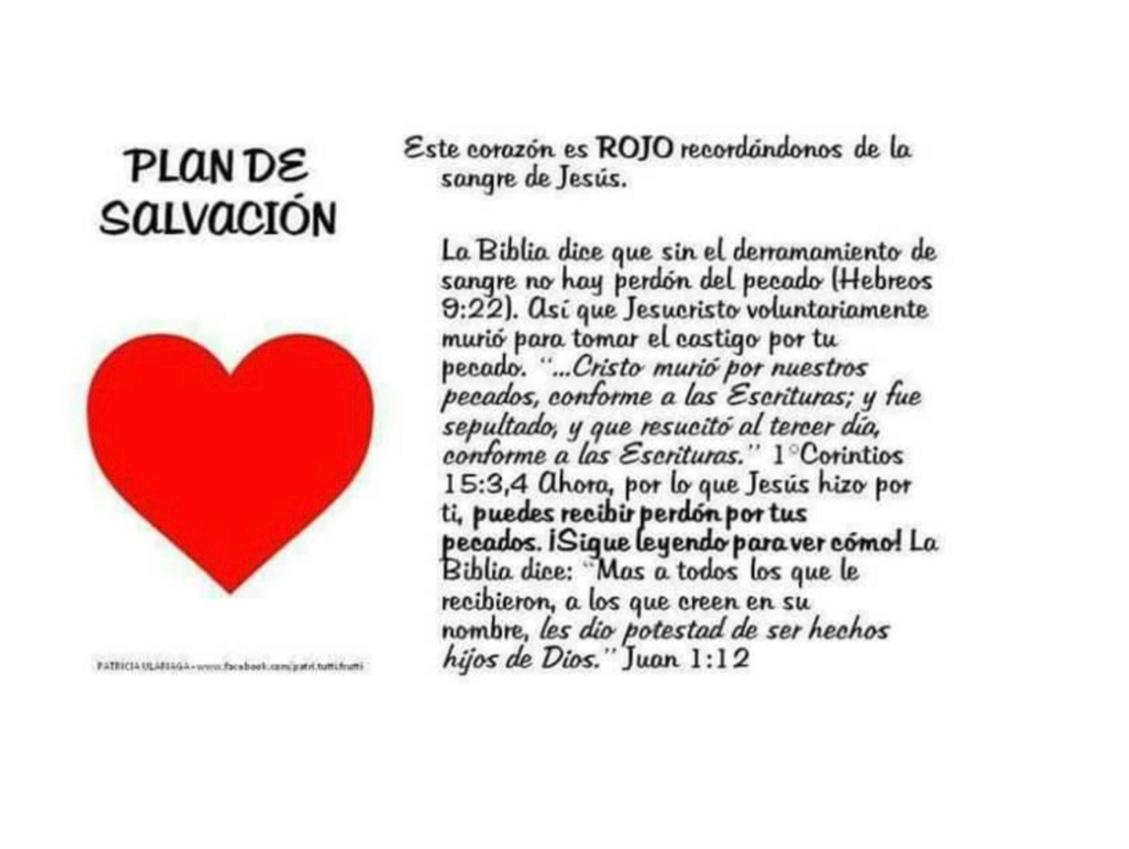 PLAN DE
SALVACIÓN
Este corazón es ROJO recordándonos de la
sangre de Jesús.
La Biblia dice que sin el derramamiento de
sangre no hay perdón del pecado (Hebreos
9:22). Así que Jesucristo voluntariamente
murió para tomar el castigo por tu
pecado. “...Cristo murió por nuestros
pecados, conforme a las Escrituras; y fue
sepultado, y que resucitó al tercer día,
conforme a las Escrituras.” 1°Corintios
15:3,4 Ahora, por lo que Jesús hizo por
ti, puedes recibir perdón por tus
pecados. ¡Sigue leyendo para ver cómo! La
Biblia dice: “Mas a todos los que le
recibieron, a los que creen en su
nombre, les dio potestad de ser hechos
hijos de Dios.” Juan 1:12
PATRICIA - www.facebook.com/patri.tutti.frutti